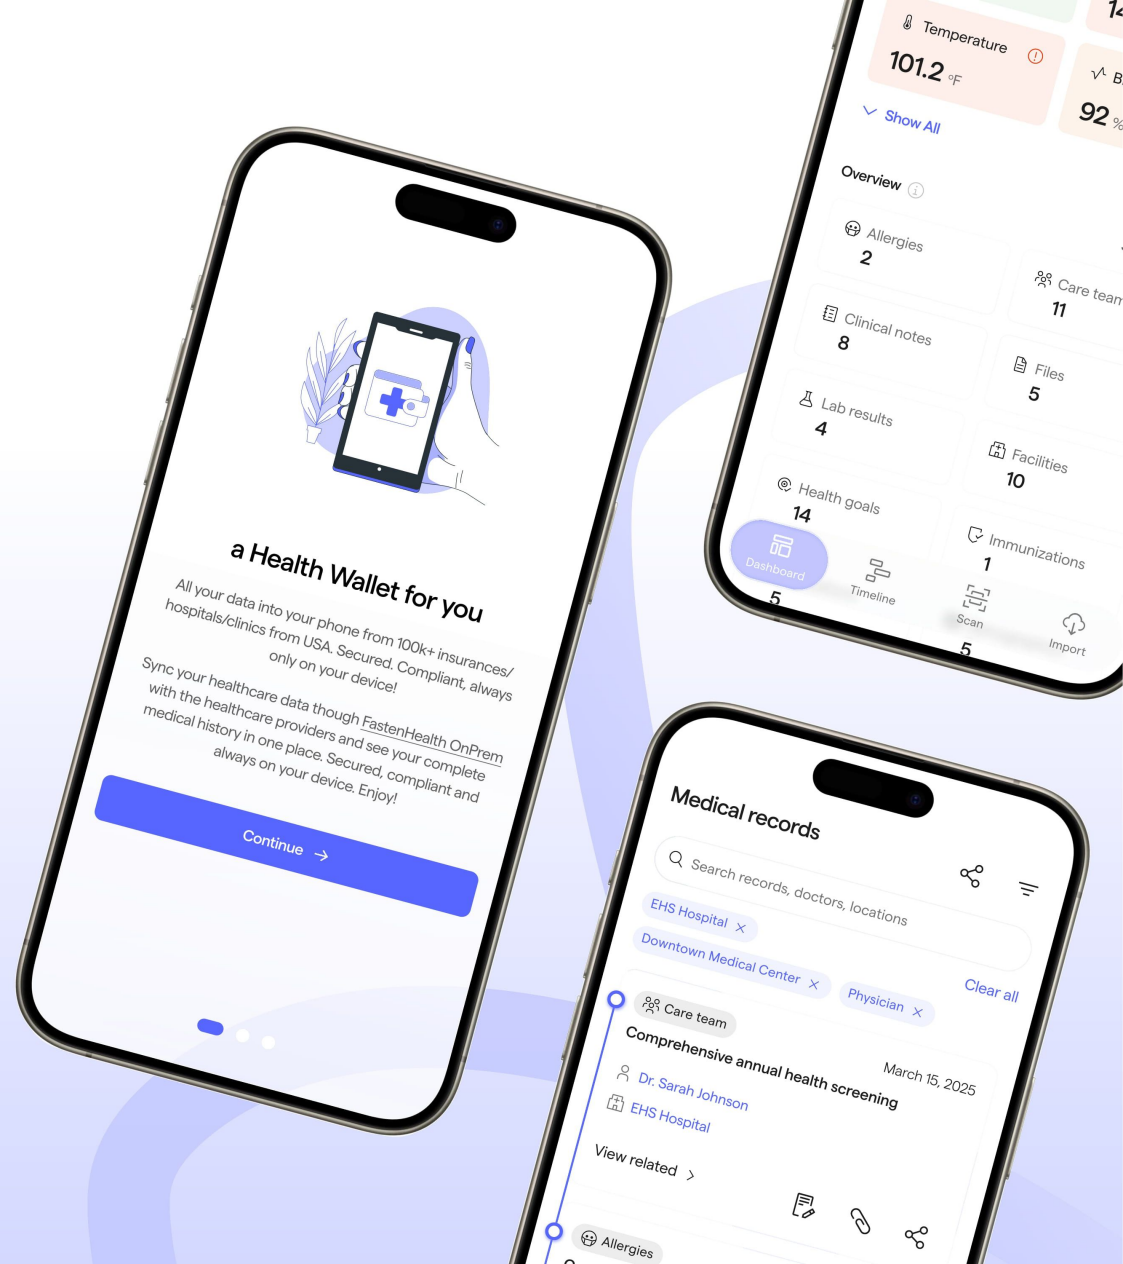 a Health Wallet for you
All your data into your phone from 100k+ insurances/
hospitals/clinics from USA. Secured. Compliant, always
only on your device!
Sync your healthcare data though FastenHealth OnPrem
with the healthcare providers and see your complete
medical history in one place. Secured, compliant and
always on your device. Enjoy!
Continue
Temperature
101.2 °F
92 %
Show All
Overview
Allergies
2
Care team
11
Clinical notes
8
Files
5
Lab results
4
Facilities
10
Health goals
14
Immunizations
1
Dashboard
Timeline
Scan
Import
5
5
Medical records
Search records, doctors, locations
EHS Hospital
Downtown Medical Center
Physician
Clear all
Care team
March 15, 2025
Comprehensive annual health screening
Dr. Sarah Johnson
EHS Hospital
View related
Allergies